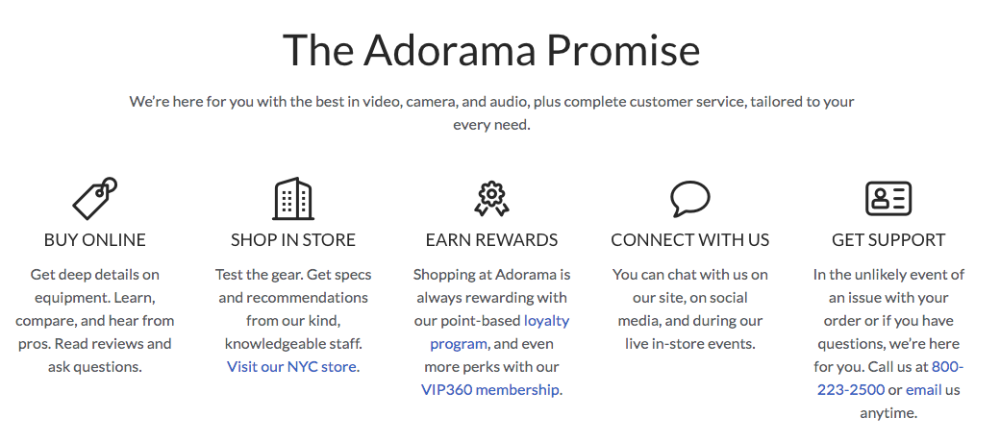 The Adorama Promise
We're here for you with the best in video, camera, and audio, plus complete customer service, tailored to your
every need.
BUY ONLINE
Get deep details on
equipment. Learn,
compare, and hear from
pros. Read reviews and
ask questions.
SHOP IN STORE
Test the gear. Get specs
and recommendations
from our kind,
knowledgeable staff.
Visit our NYC store.
EARN REWARDS
Shopping at Adorama is
always rewarding with
our point-based loyalty
program, and even
more perks with our
VIP360 membership.
CONNECT WITH US
You can chat with us on
our site, on social
media, and during our
live in-store events.
GET SUPPORT
In the unlikely event of
an issue with your
order or if you have
questions, we're here
for you. Call us at 800-
223-2500 or email us
anytime.